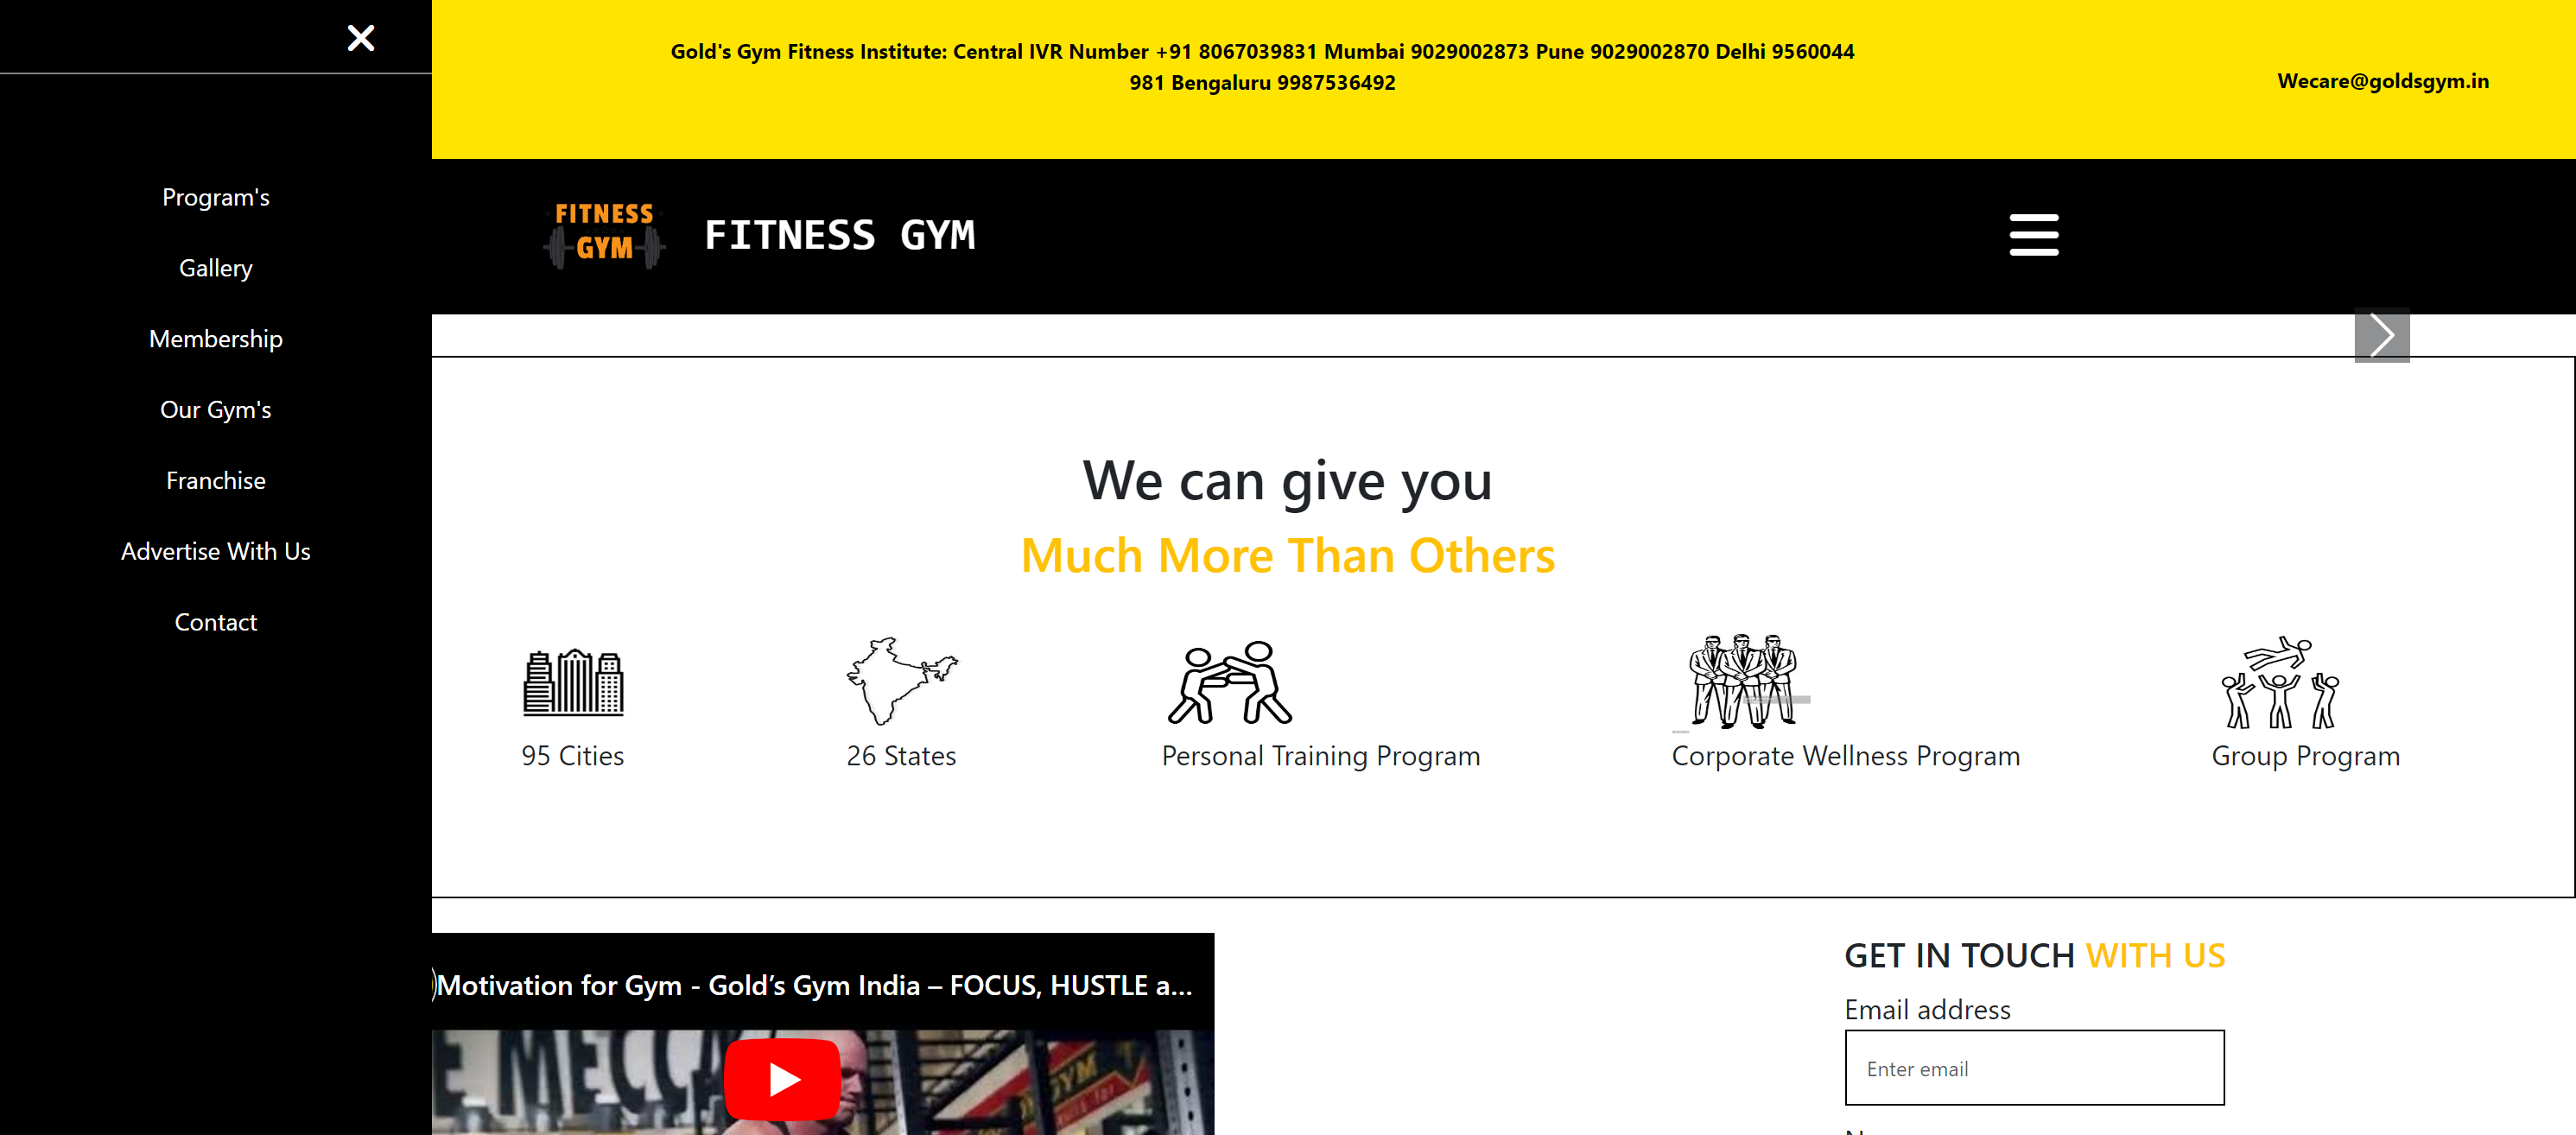 Program's
Gallery
Membership
Our Gym's
Franchise
Advertise With Us
Contact
Gold's Gym Fitness Institute: Central IVR Number +91 8067039831 Mumbai 9029002873 Pune 9029002870 Delhi 9560044
981 Bengaluru 9987536492
Wecare@goldsgym.in
FITNESS
GYM
FITNESS GYM
We can give you
Much More Than Others
95 Cities
26 States
Personal Training Program
Corporate Wellness Program
Group Program
Motivation for Gym - Gold’s Gym India – FOCUS, HUSTLE a...
E MECCA
GYM
GET IN TOUCH WITH US
Email address
Enter email